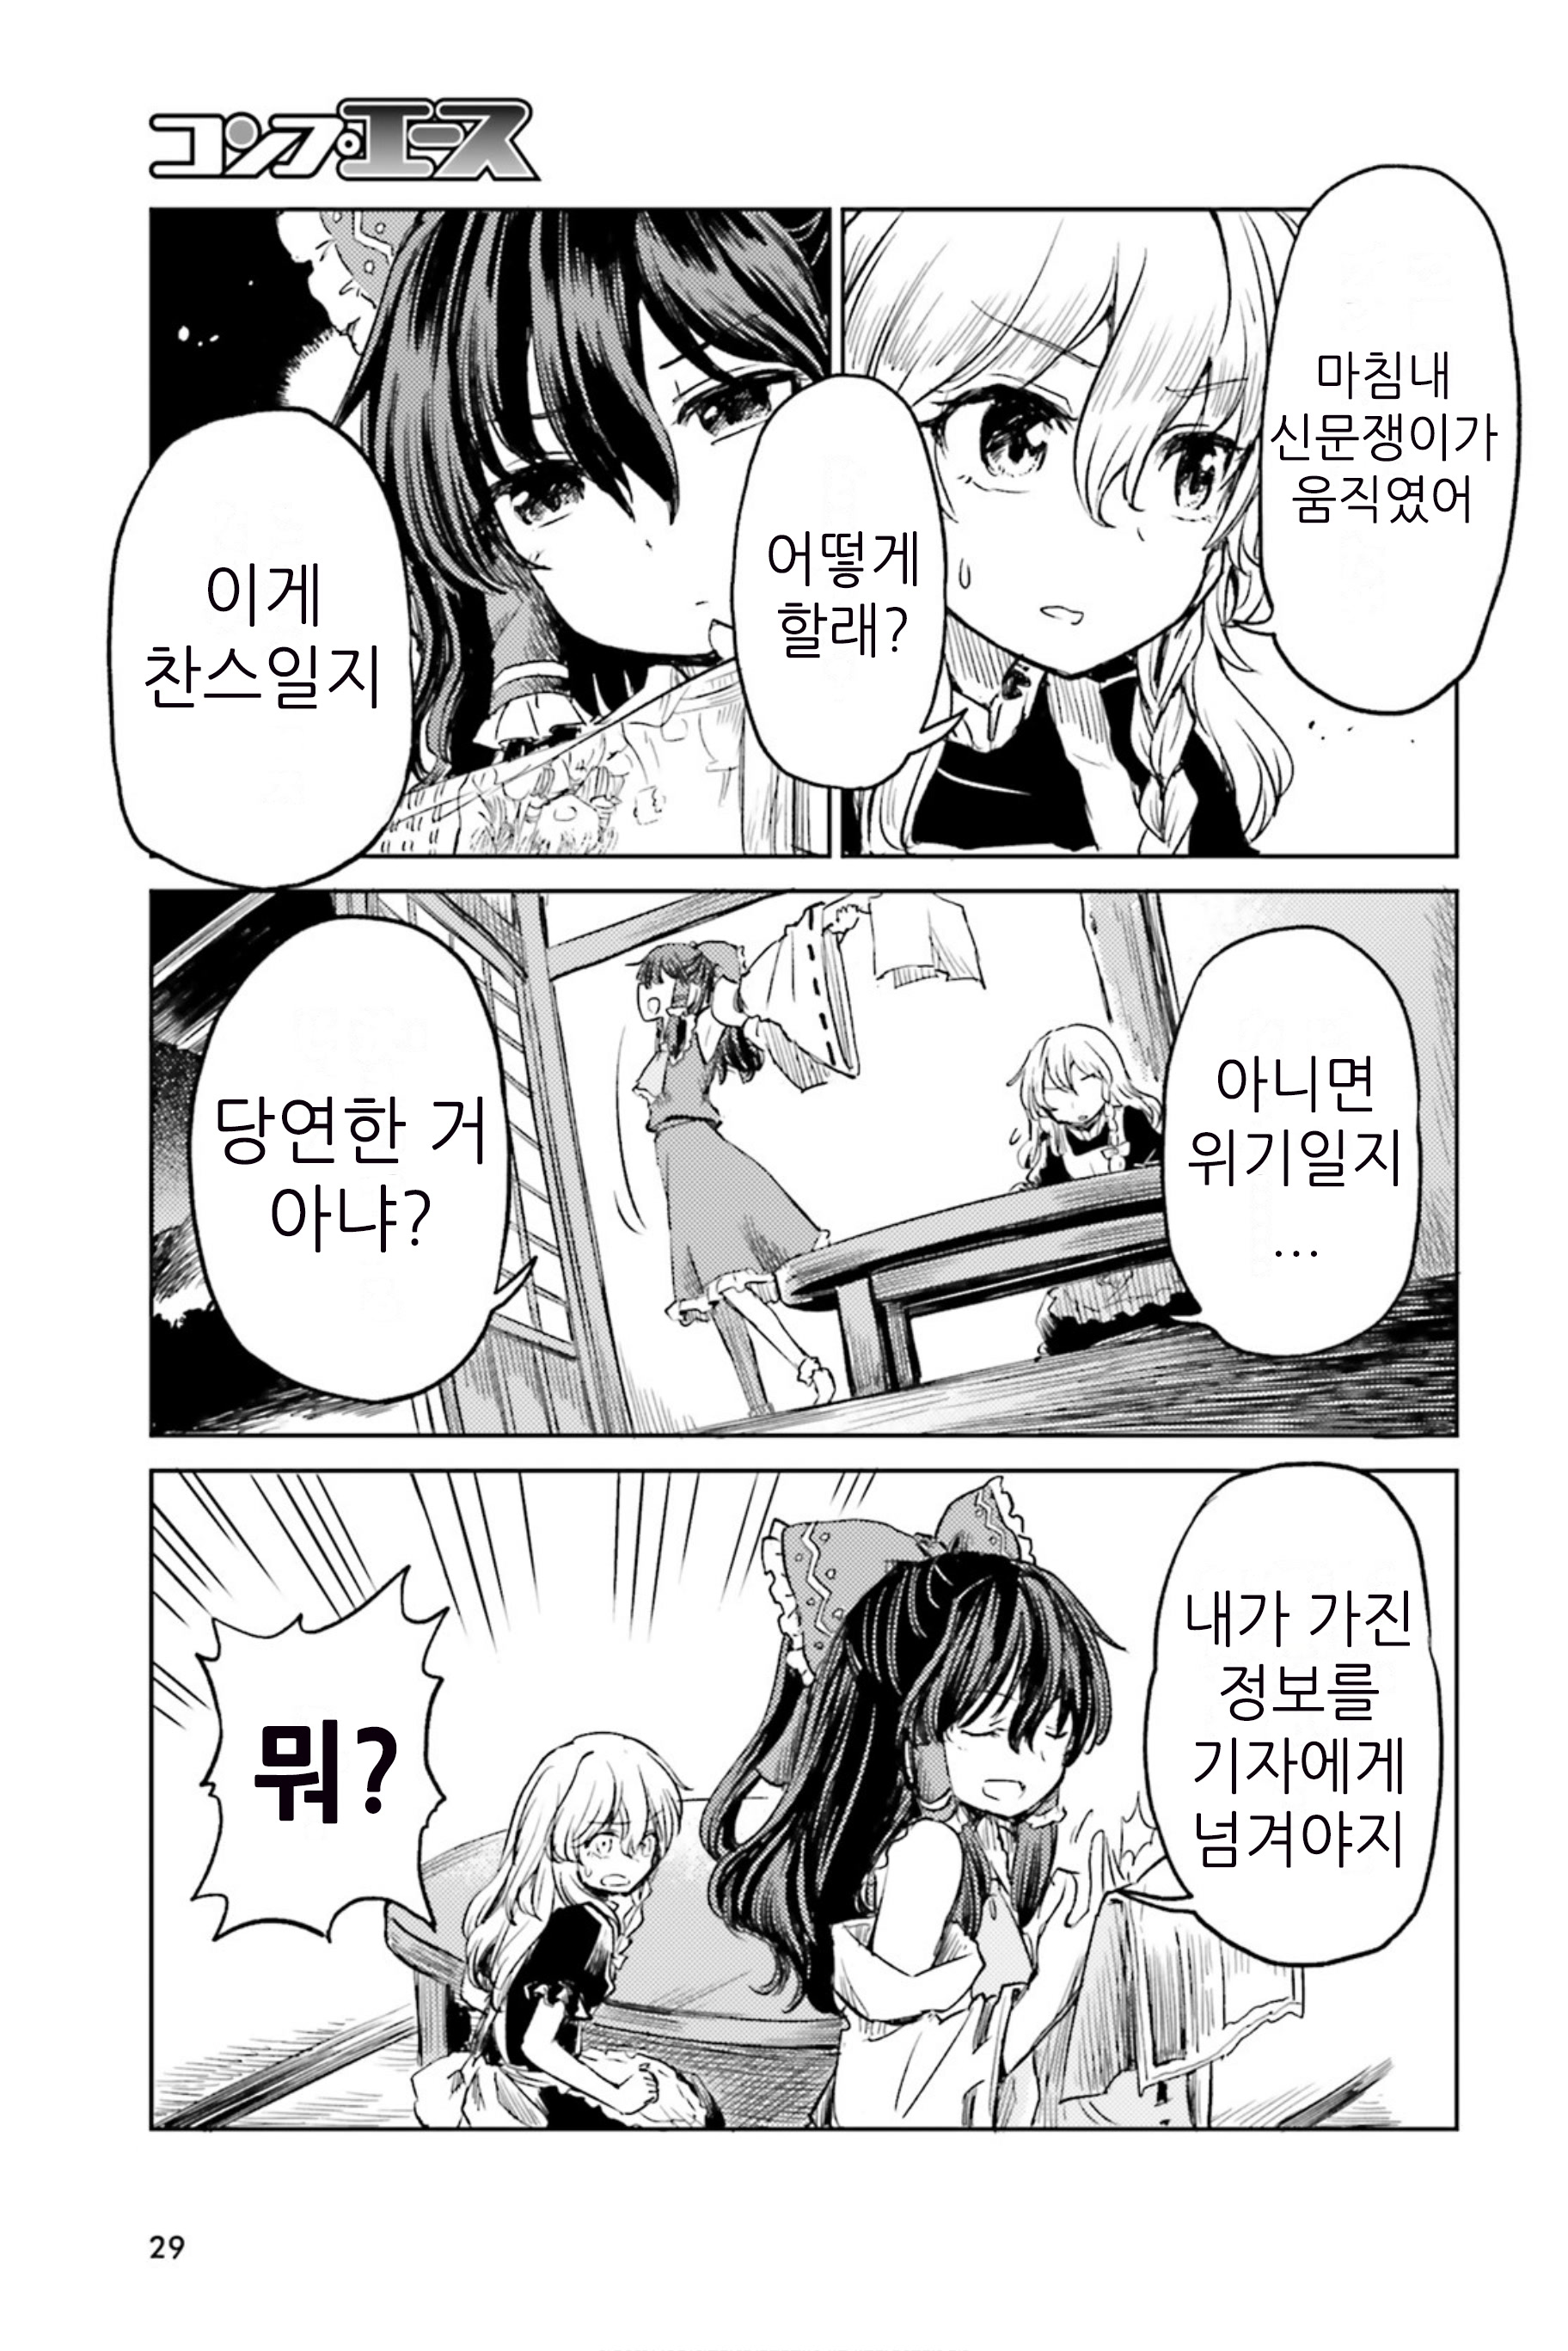 コンプエース
마침내
신문쟁이가
움직였어
어떻게
할래?
이게
찬스일지
아니면
위기일지
...
당연한 거
아냐?
내가 가진
정보를
기자에게
넘겨야지
뭐?
29